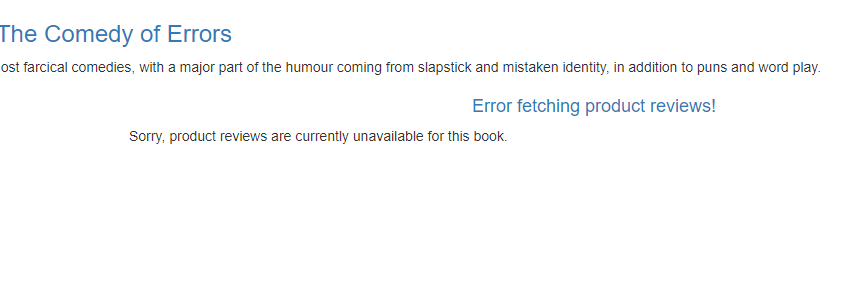 The Comedy of Errors
ost farcical comedies, with a major part of the humour coming from slapstick and mistaken identity, in addition to puns and word play.
Error fetching product reviews!
Sorry, product reviews are currently unavailable for this book.